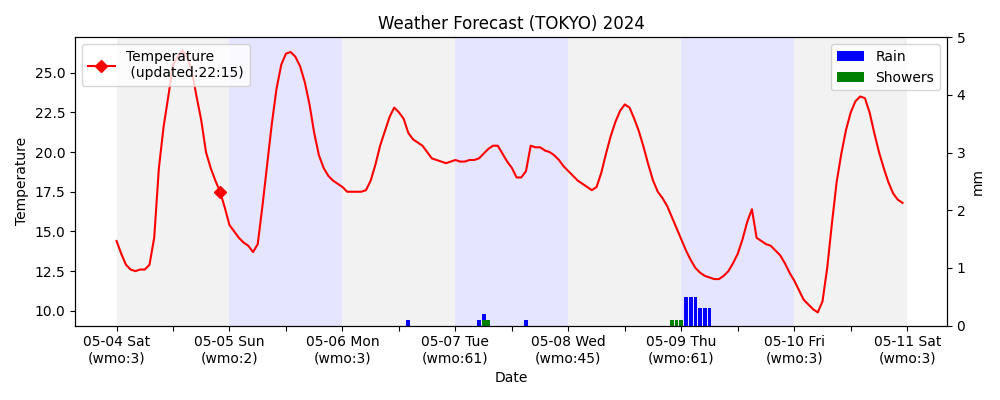 Weather Forecast (TOKYO) 2024
Temperature
(updated:22:15)
Rain
Showers
Temperature
25.0
22.5
20.0
17.5
15.0
12.5
10.0
5
4
3
2
1
0
mm
05-04 Sat
(wmo:3)
05-05 Sun
(wmo:2)
05-06 Mon
(wmo:3)
05-07 Tue
(wmo:61)
05-08 Wed
(wmo:45)
05-09 Thu
(wmo:61)
05-10 Fri
(wmo:3)
05-11 Sat
(wmo:3)
Date